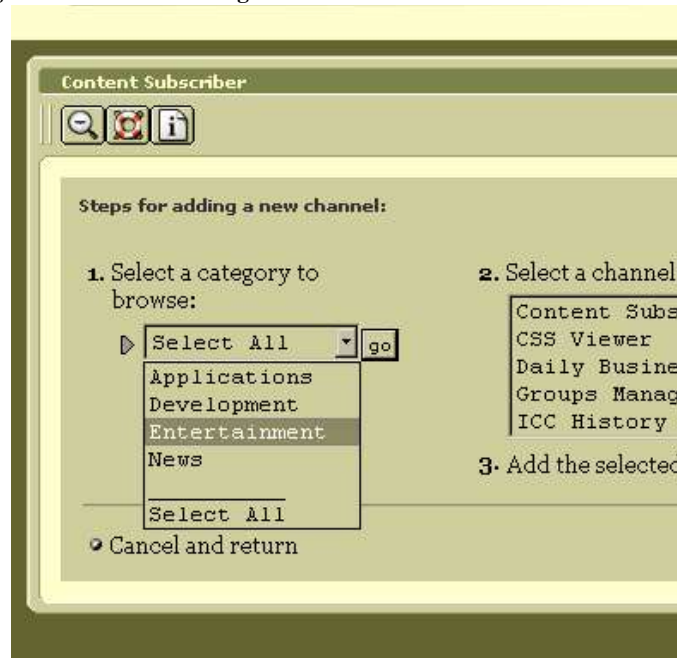 Content Subscriber
Steps for adding a new channel:
1. Select a category to
browse:
Select All go
Applications
Development
Entertainment
News
Select All
Cancel and return
2. Select a channel
Content Subs
CSS Viewer
Daily Busine
Groups Manag
ICC History
3. Add the selected